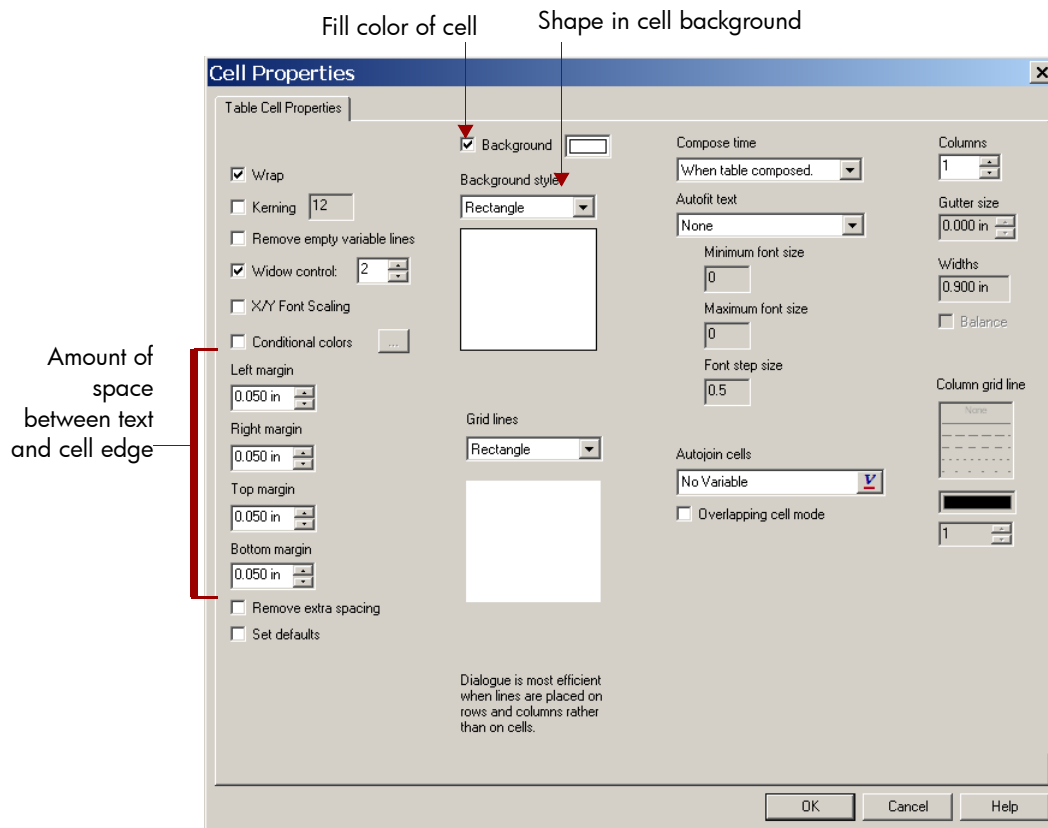 Fill color of cell
Shape in cell background
Cell Properties
Table Cell Properties
Wrap
Kerning 12
Remove empty variable lines
Widow control: 2
X/Y Font Scaling
Conditional colors ...
Amount of
space
between text
and cell edge
Left margin
0.050 in
Right margin
0.050 in
Top margin
0.050 in
Bottom margin
0.050 in
Remove extra spacing
Set defaults
Background
Background style
Rectangle
Grid lines
Rectangle
Dialogue is most efficient
when lines are placed on
rows and columns rather
than on cells.
Compose time
When table composed.
Autofit text
None
Minimum font size
0
Maximum font size
0
Font step size
0.5
Autojoin cells
No Variable V
Overlapping cell mode
Columns
1
Gutter size
0.000 in
Widths
0.900 in
Balance
Column grid line
None
1
OK
Cancel
Help